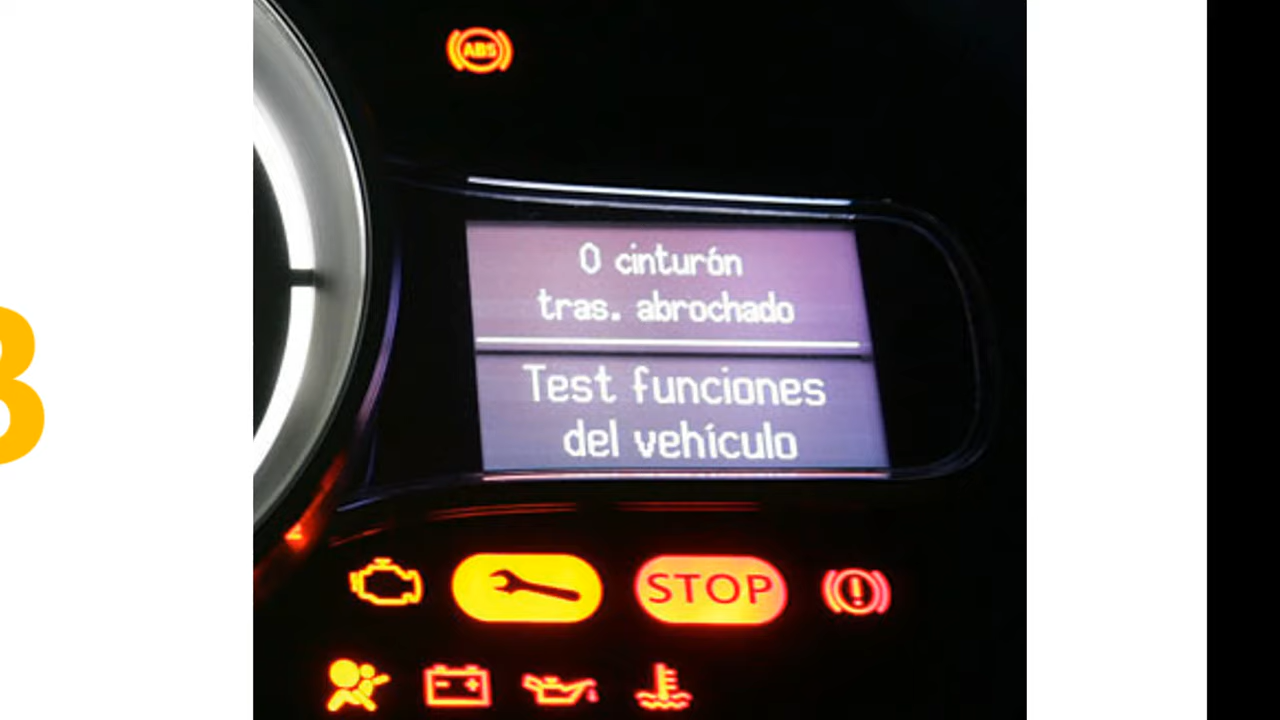 ABS
0 cinturón
tras. abrochado
Test funciones
del vehículo
STOP